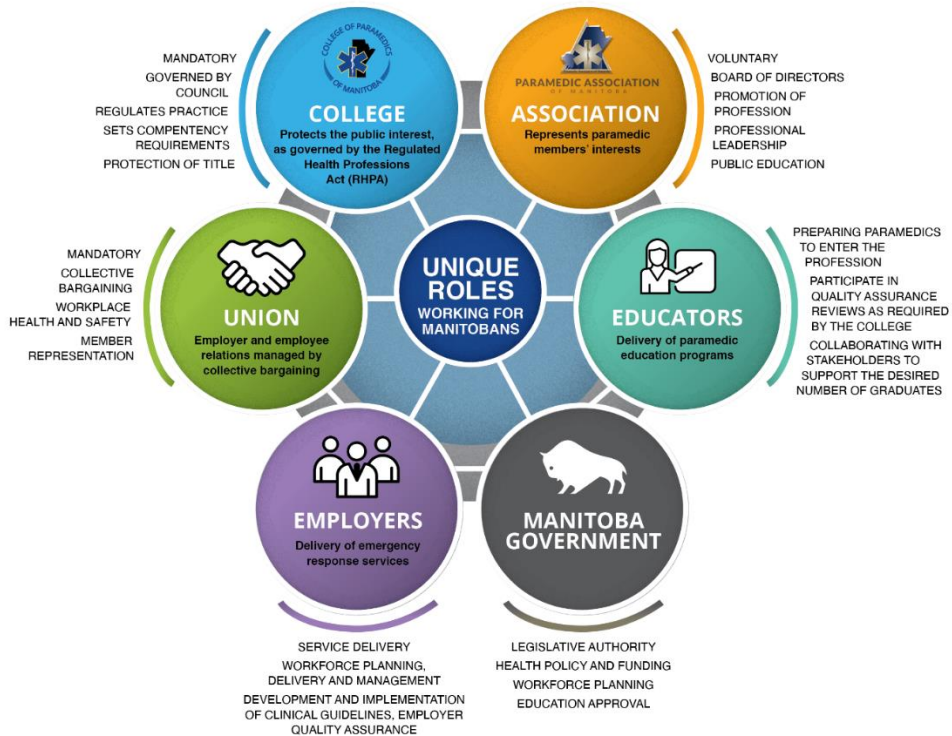 MANDATORY
GOVERNED BY
COUNCIL
REGULATES PRACTICE
SETS COMPENTENCY
REQUIREMENTS
PROTECTION OF TITLE
COLLEGE OF PARAMEDICS
OF MANITOBA
COLLEGE
Protects the public interest,
as governed by the Regulated
Health Professions
Act (RHPA)
PARAMEDIC ASSOCIATION
OF MANITOBA
ASSOCIATION
Represents paramedic
members' interests
VOLUNTARY
BOARD OF DIRECTORS
PROMOTION OF
PROFESSION
PROFESSIONAL
LEADERSHIP
PUBLIC EDUCATION
MANDATORY
COLLECTIVE
BARGAINING
WORKPLACE
HEALTH AND SAFETY
MEMBER
REPRESENTATION
UNION
Employer and employee
relations managed by
collective bargaining
UNIQUE
ROLES
WORKING FOR
MANITOBANS
EDUCATORS
Delivery of paramedic
education programs
PREPARING PARAMEDICS
TO ENTER THE
PROFESSION
PARTICIPATE IN
QUALITY ASSURANCE
REVIEWS AS REQUIRED
BY THE COLLEGE
COLLABORATING WITH
STAKEHOLDERS TO
SUPPORT THE DESIRED
NUMBER OF GRADUATES
EMPLOYERS
Delivery of emergency
response services
SERVICE DELIVERY
WORKFORCE PLANNING,
DELIVERY AND MANAGEMENT
DEVELOPMENT AND IMPLEMENTATION
OF CLINICAL GUIDELINES, EMPLOYER
QUALITY ASSURANCE
MANITOBA
GOVERNMENT
LEGISLATIVE AUTHORITY
HEALTH POLICY AND FUNDING
WORKFORCE PLANNING
EDUCATION APPROVAL